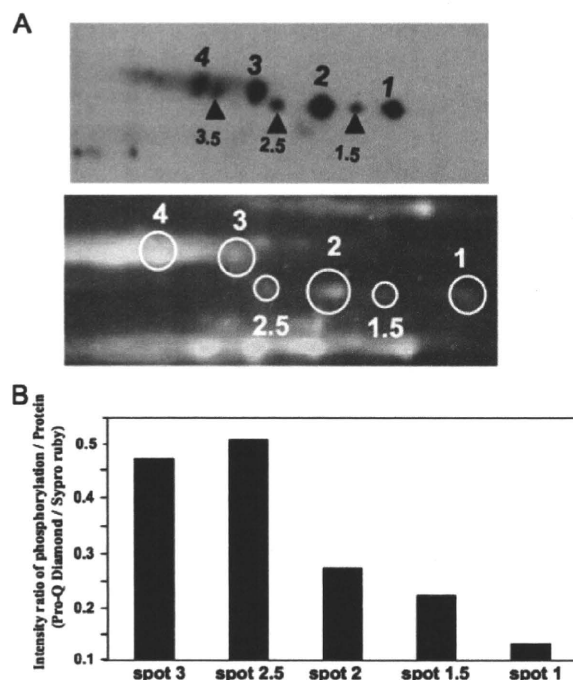 A
4 3 2 1
3.5 2.5 1.5
4 3 2 1
2.5 1.5
B
Intensity ratio of phosphorylation / Protein
(Pro-Q Diamond / Sypro ruby)
0.5
0.4
0.3
0.2
0.1
spot 3 spot 2.5 spot 2 spot 1.5 spot 1